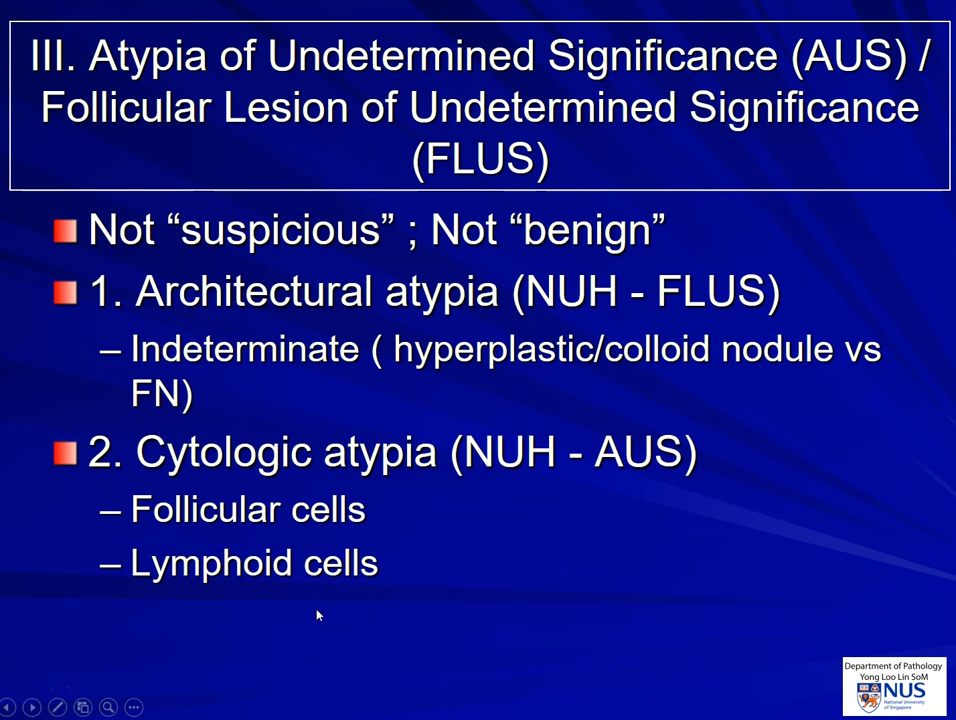 III. Atypia of Undetermined Significance (AUS) /
Follicular Lesion of Undetermined Significance
(FLUS)
Not “suspicious” ; Not “benign”
1. Architectural atypia (NUH - FLUS)
– Indeterminate ( hyperplastic/colloid nodule vs
FN)
2. Cytologic atypia (NUH - AUS)
– Follicular cells
– Lymphoid cells
Department of Pathology
Yong Loo Lin SoM
NUS
National University
of Singapore